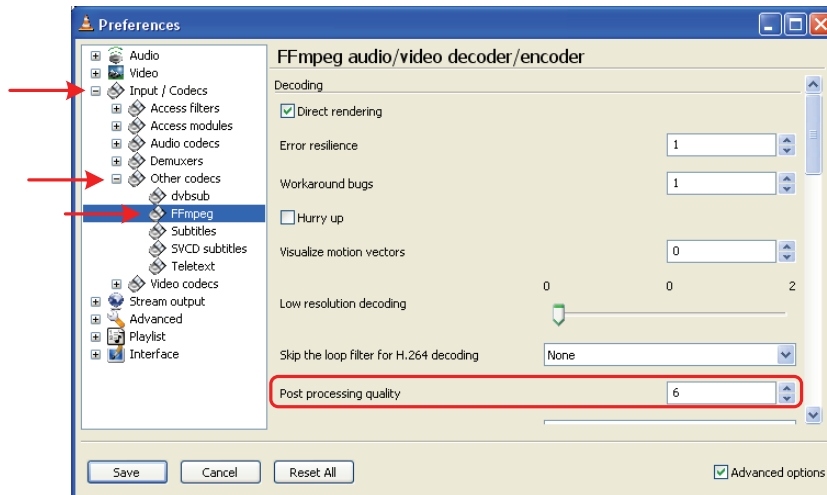 Preferences
Audio
Video
Input / Codecs
Access filters
Access modules
Audio codecs
Demuxers
Other codecs
dvbsub
FFmpeg
Subtitles
SVCD subtitles
Teletext
Video codecs
Stream output
Advanced
Playlist
Interface
FFmpeg audio/video decoder/encoder
Decoding
Direct rendering
Error resilience 1
Workaround bugs 1
Hurry up
Visualize motion vectors 0
0 0 2
Low resolution decoding
Skip the loop filter for H.264 decoding None
Post processing quality 6
Save Cancel Reset All Advanced options